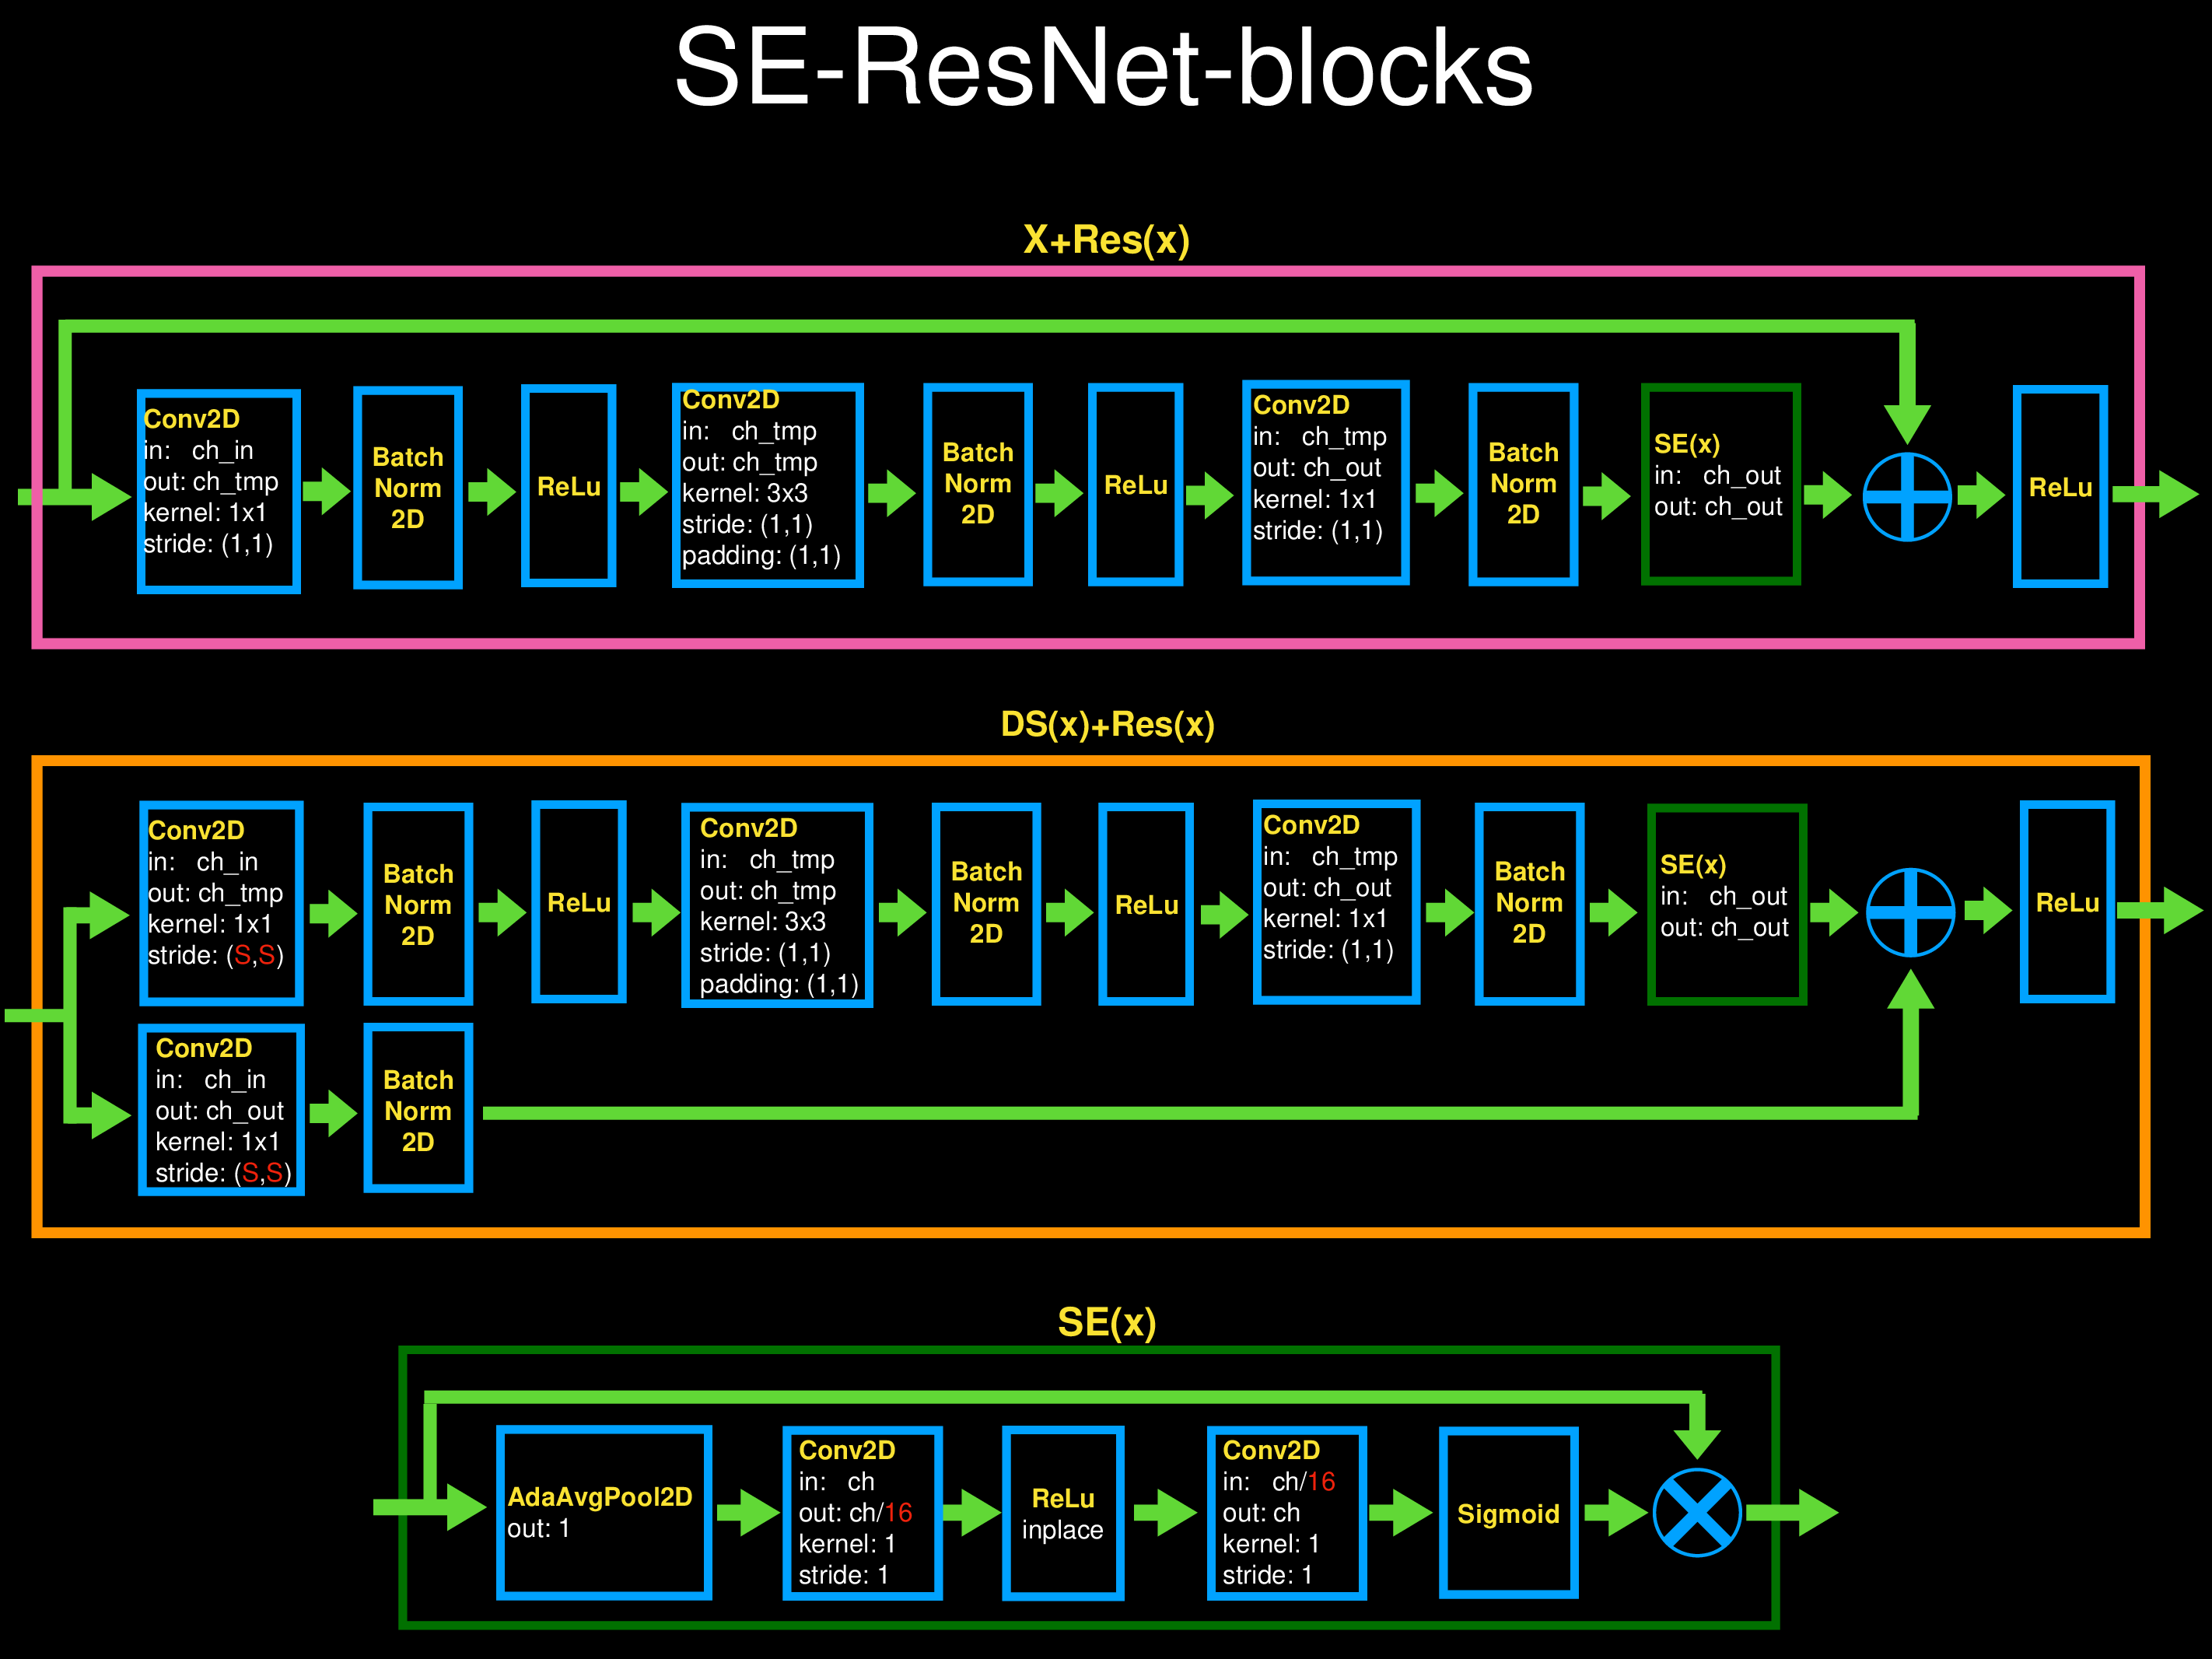 SE-ResNet-blocks
X+Res(x)
Conv2D
in: ch_in
out: ch_tmp
kernel: 1x1
stride: (1,1)
Batch
Norm
2D
ReLu
Conv2D
in: ch_tmp
out: ch_tmp
kernel: 3x3
stride: (1,1)
padding: (1,1)
Batch
Norm
2D
ReLu
Conv2D
in: ch_tmp
out: ch_out
kernel: 1x1
stride: (1,1)
Batch
Norm
2D
SE(x)
in: ch_out
out: ch_out
ReLu
DS(x)+Res(x)
Conv2D
in: ch_in
out: ch_tmp
kernel: 1x1
stride: (S,S)
Batch
Norm
2D
ReLu
Conv2D
in: ch_tmp
out: ch_tmp
kernel: 3x3
stride: (1,1)
padding: (1,1)
Batch
Norm
2D
ReLu
Conv2D
in: ch_tmp
out: ch_out
kernel: 1x1
stride: (1,1)
Batch
Norm
2D
SE(x)
in: ch_out
out: ch_out
ReLu
Conv2D
in: ch_in
out: ch_out
kernel: 1x1
stride: (S,S)
Batch
Norm
2D
SE(x)
AdaAvgPool2D
out: 1
Conv2D
in: ch
out: ch/16
kernel: 1
stride: 1
ReLu
inplace
Conv2D
in: ch/16
out: ch
kernel: 1
stride: 1
Sigmoid